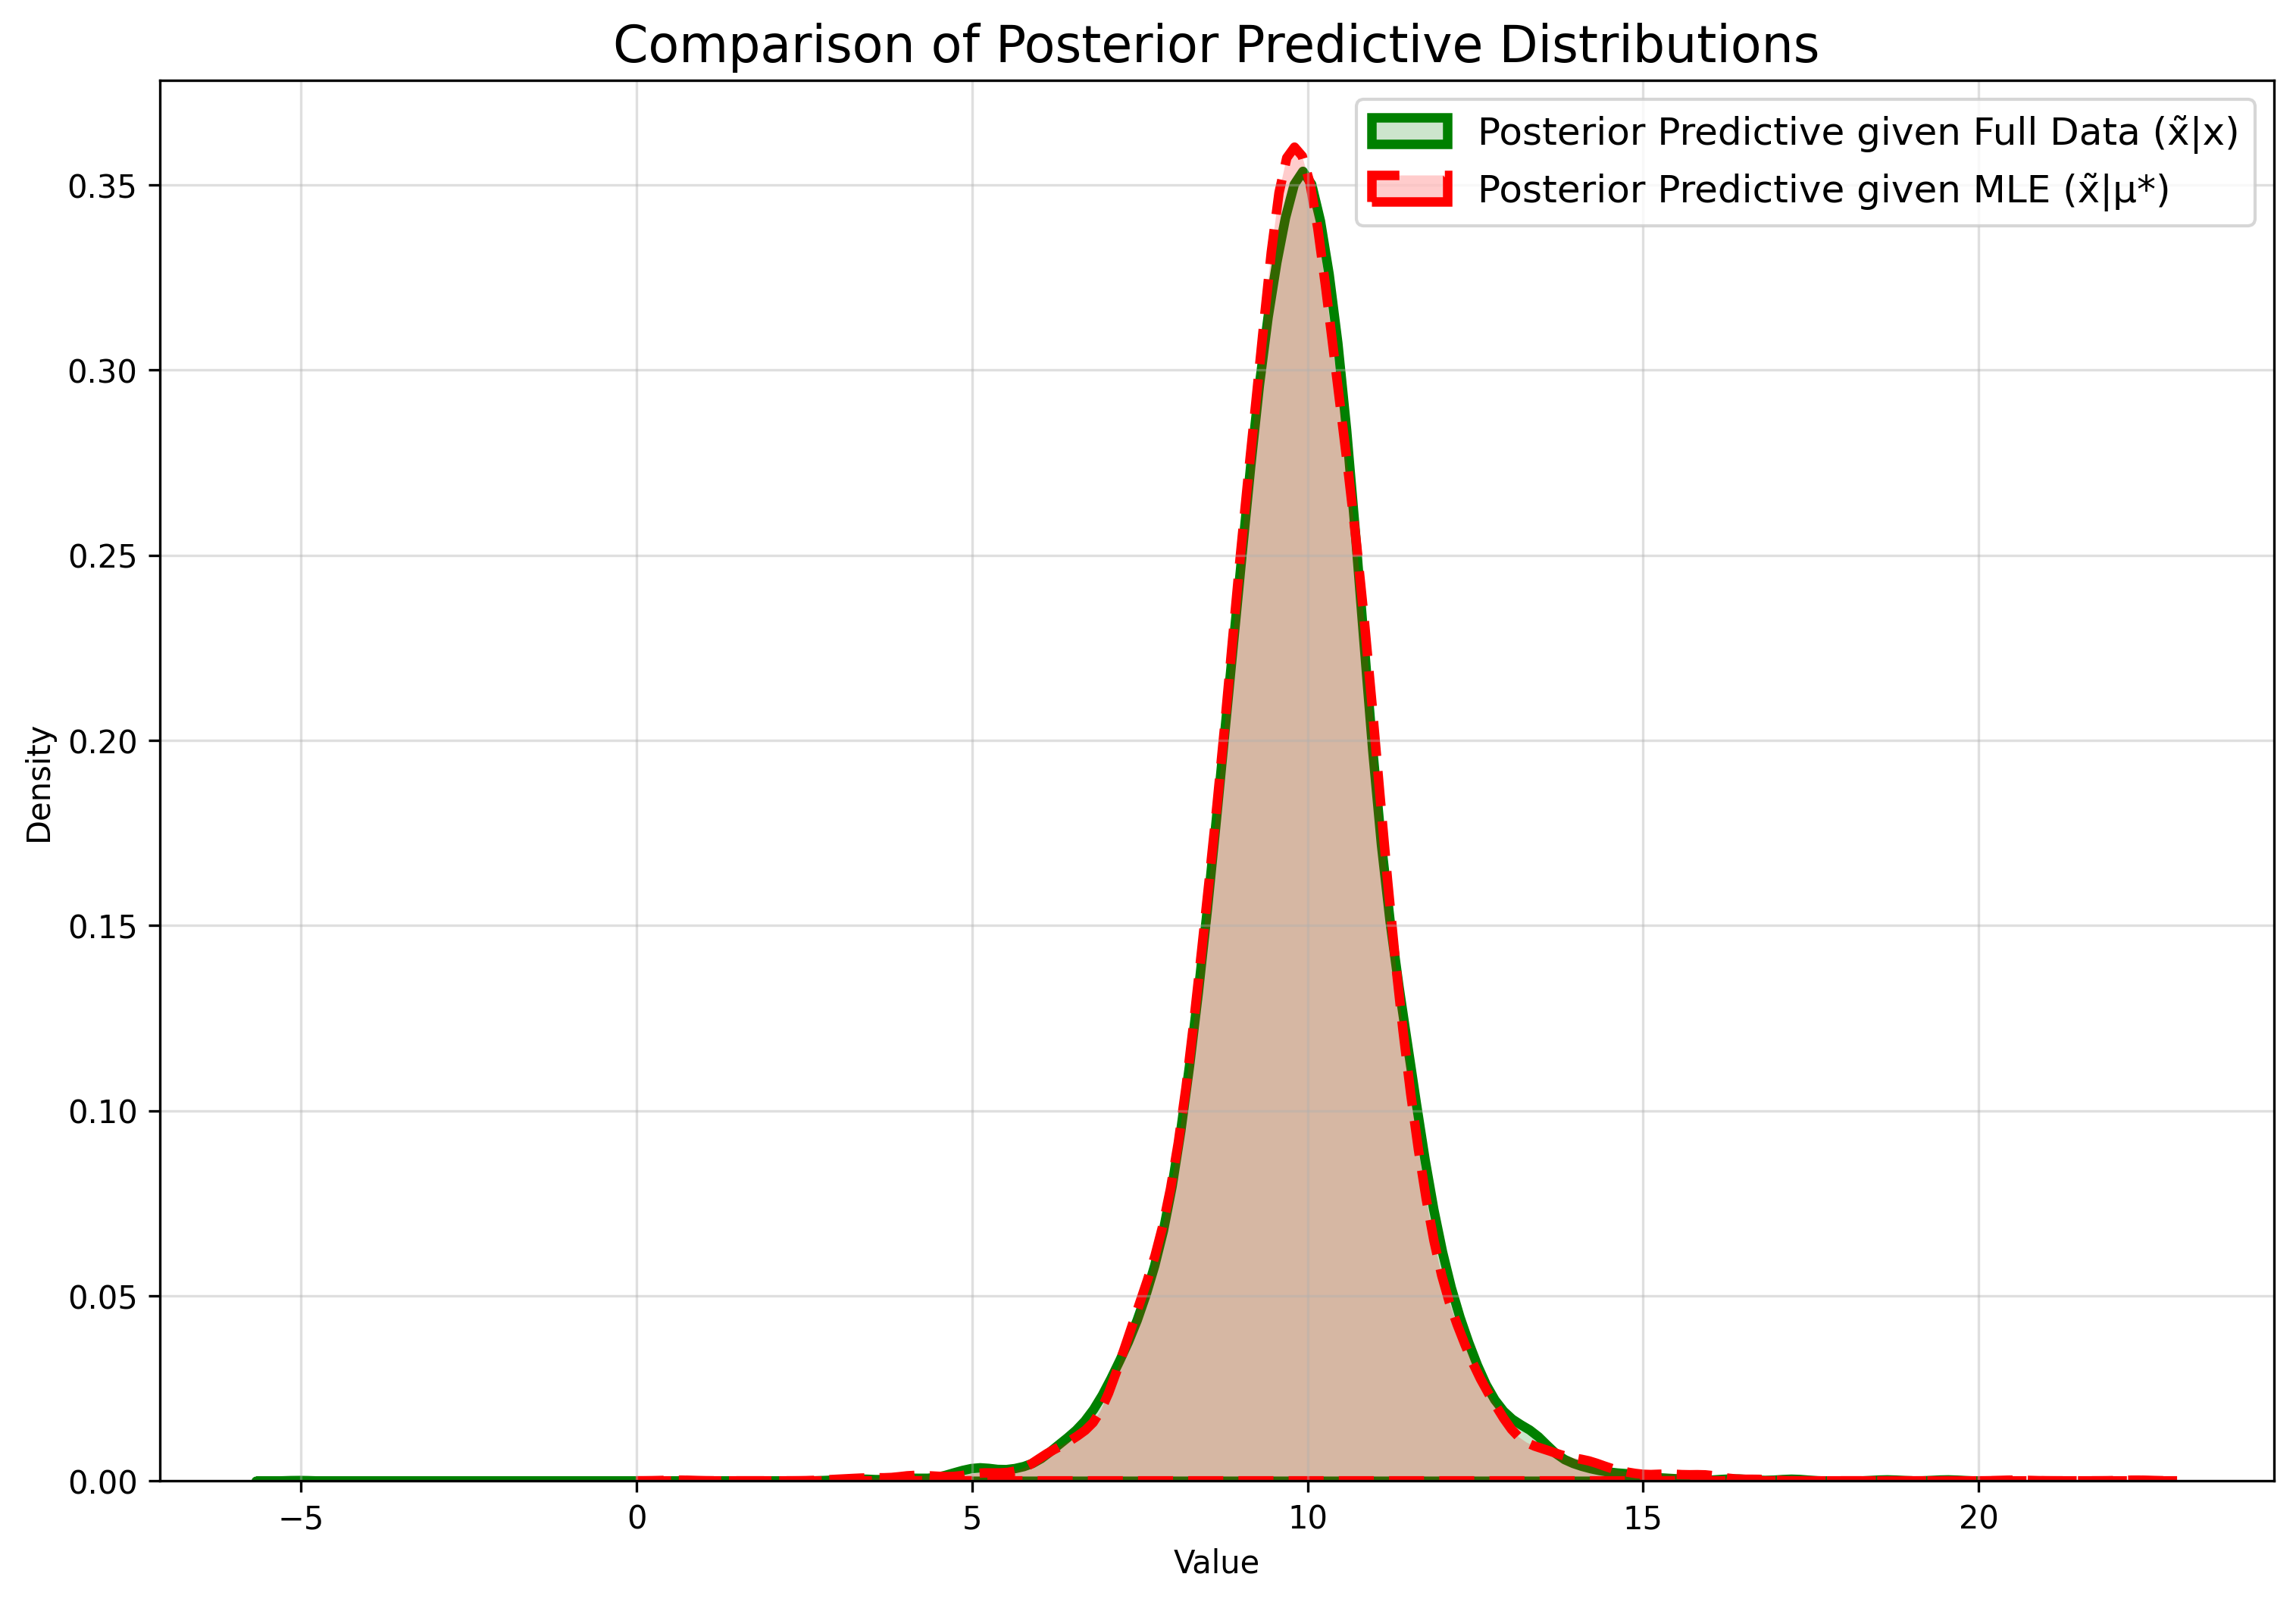 Comparison of Posterior Predictive Distributions
Posterior Predictive given Full Data (x̃|x)
Posterior Predictive given MLE (x̃|μ*)
Density
0.35
0.30
0.25
0.20
0.15
0.10
0.05
0.00
−5
0
5
10
15
20
Value